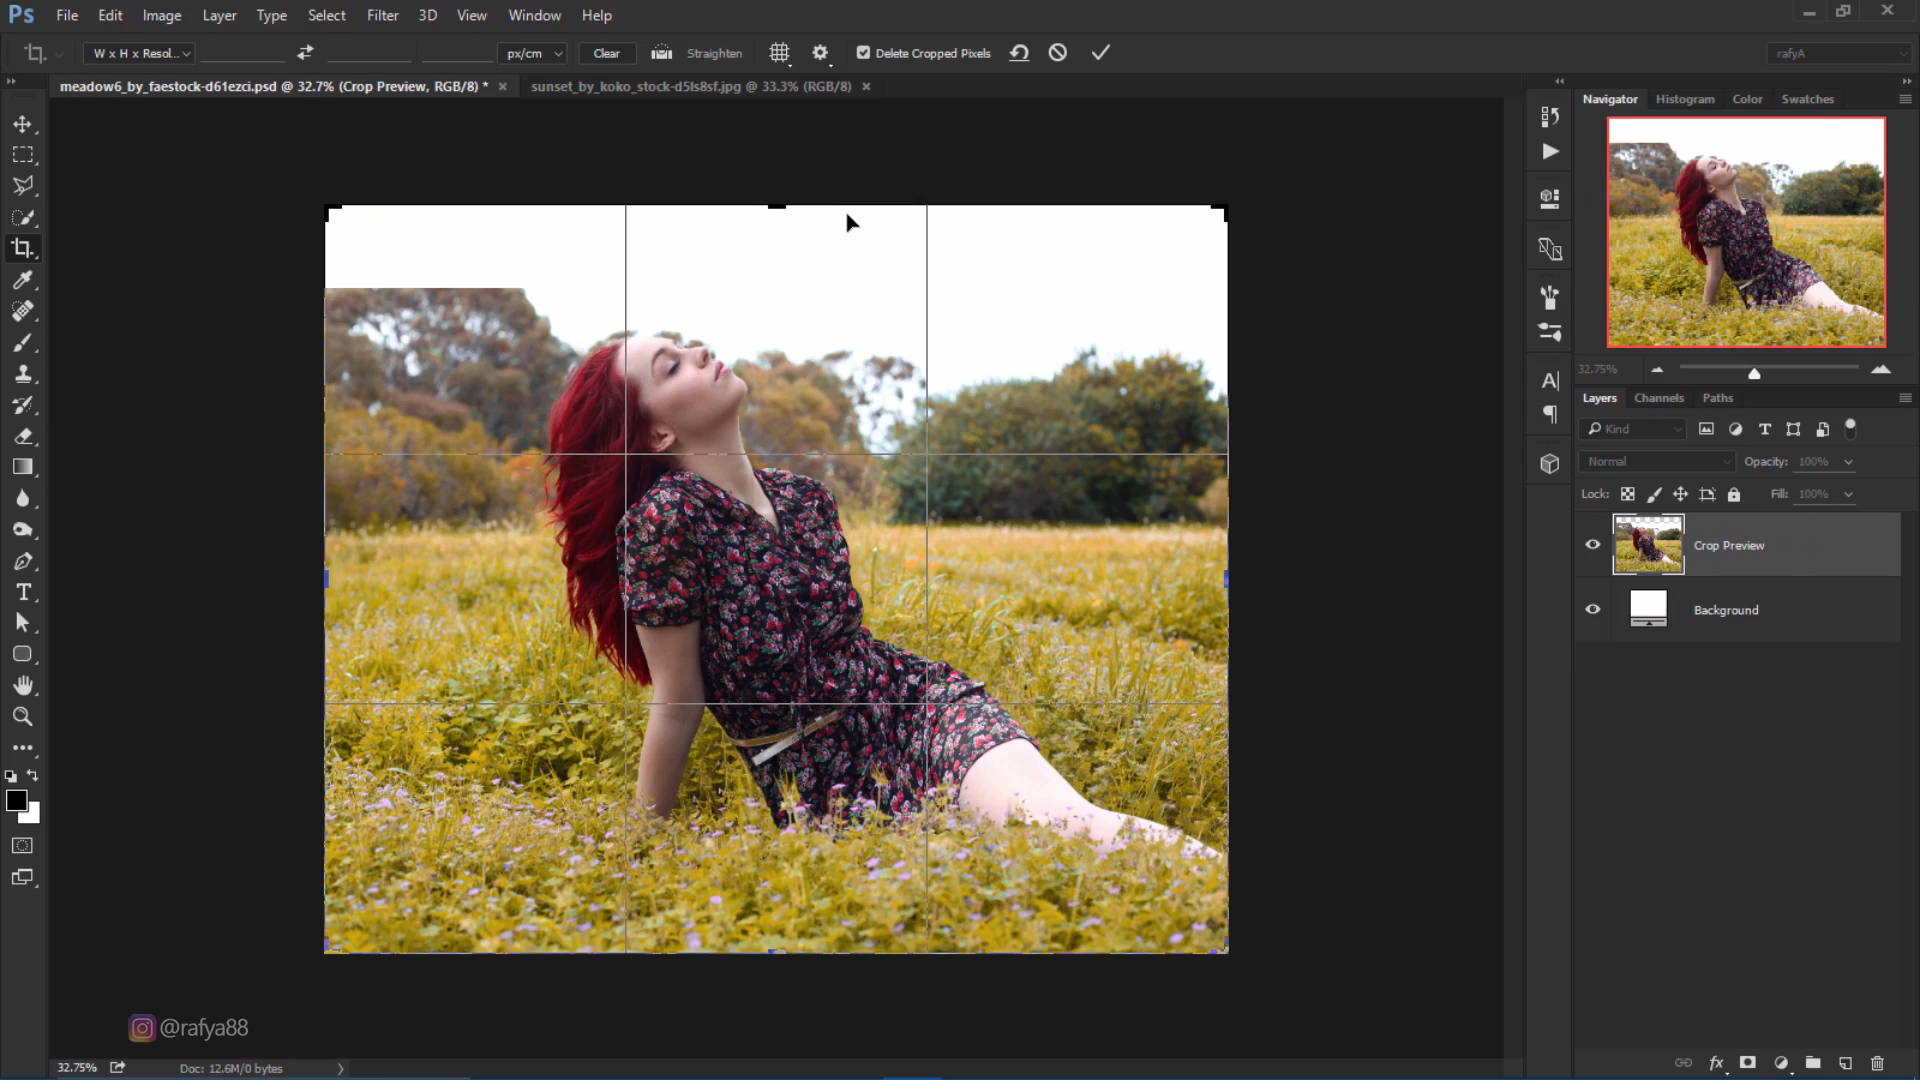 Ps File Edit Image Layer Type Select Filter 3D View Window Help
W x H x Resol... px/cm Clear Straighten Delete Cropped Pixels rafyA
meadow6_by_faestock-d61ezci.psd @ 32.7% (Crop Preview, RGB/8) * sunset_by_koko_stock-d5ls8sf.jpg @ 33.3% (RGB/8)
Navigator Histogram Color Swatches
32.75%
Layers Channels Paths
Kind
Normal Opacity: 100%
Lock: Fill: 100%
Crop Preview
Background
@rafya88
32.75% Doc: 12.6M/0 bytes